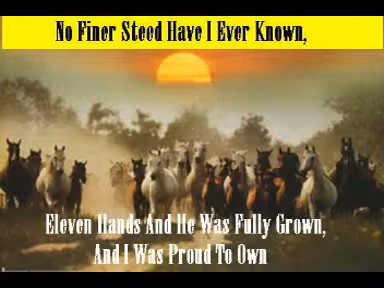 No Finer Steed Have I Ever Known,
Eleven Hands And He Was Fully Grown,
And I Was Proud To Own